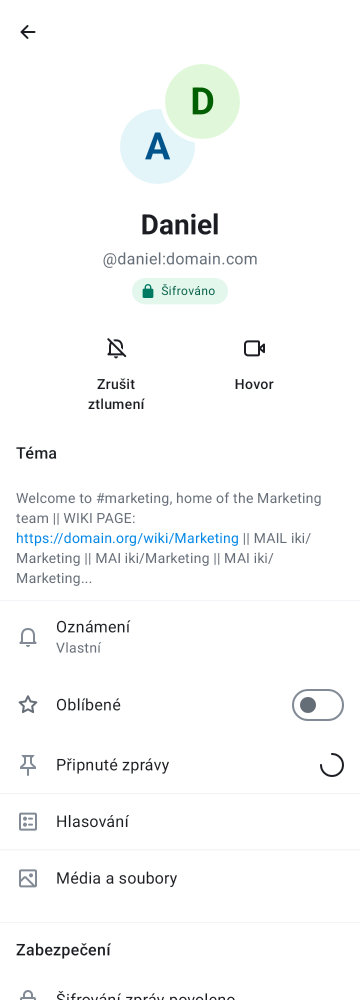 D
A
Daniel
@daniel:domain.com
Šifrováno
Zrušit
ztlumení
Hovor
Téma
Welcome to #marketing, home of the Marketing
team || WIKI PAGE:
https://domain.org/wiki/Marketing || MAIL iki/
Marketing || MAI iki/Marketing || MAI iki/
Marketing...
Oznámení
Vlastní
Oblíbené
Připnuté zprávy
Hlasování
Média a soubory
Zabezpečení
Šifrování zpráv povoleno